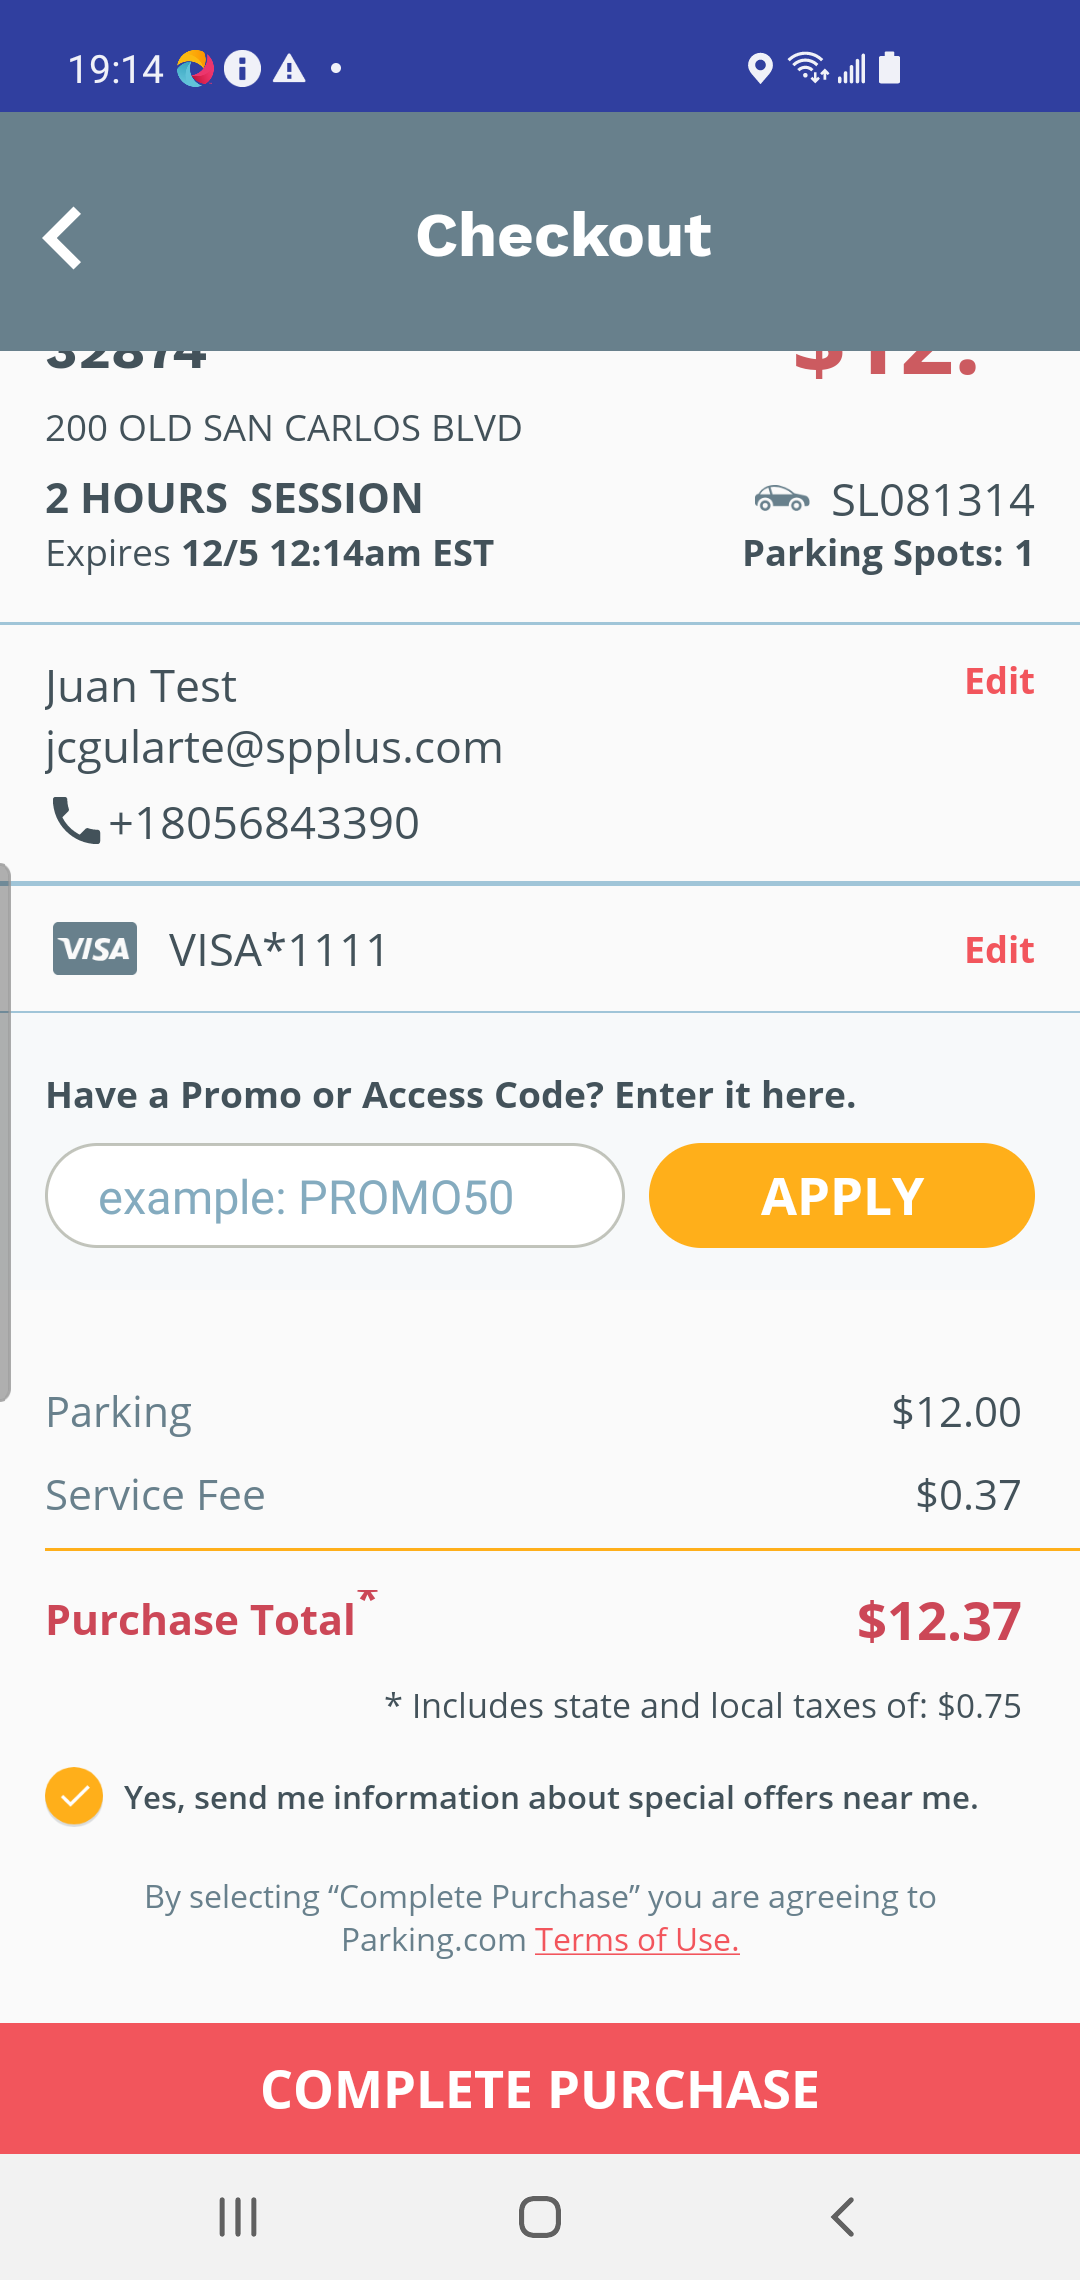 19:14
Checkout
32874 $12.
200 OLD SAN CARLOS BLVD
2 HOURS SESSION SL081314
Expires 12/5 12:14am EST Parking Spots: 1
Juan Test Edit
jcgularte@spplus.com
+18056843390
VISA VISA*1111 Edit
Have a Promo or Access Code? Enter it here.
example: PROMO50 APPLY
Parking $12.00
Service Fee $0.37
Purchase Total* $12.37
* Includes state and local taxes of: $0.75
Yes, send me information about special offers near me.
By selecting “Complete Purchase” you are agreeing to
Parking.com Terms of Use.
COMPLETE PURCHASE